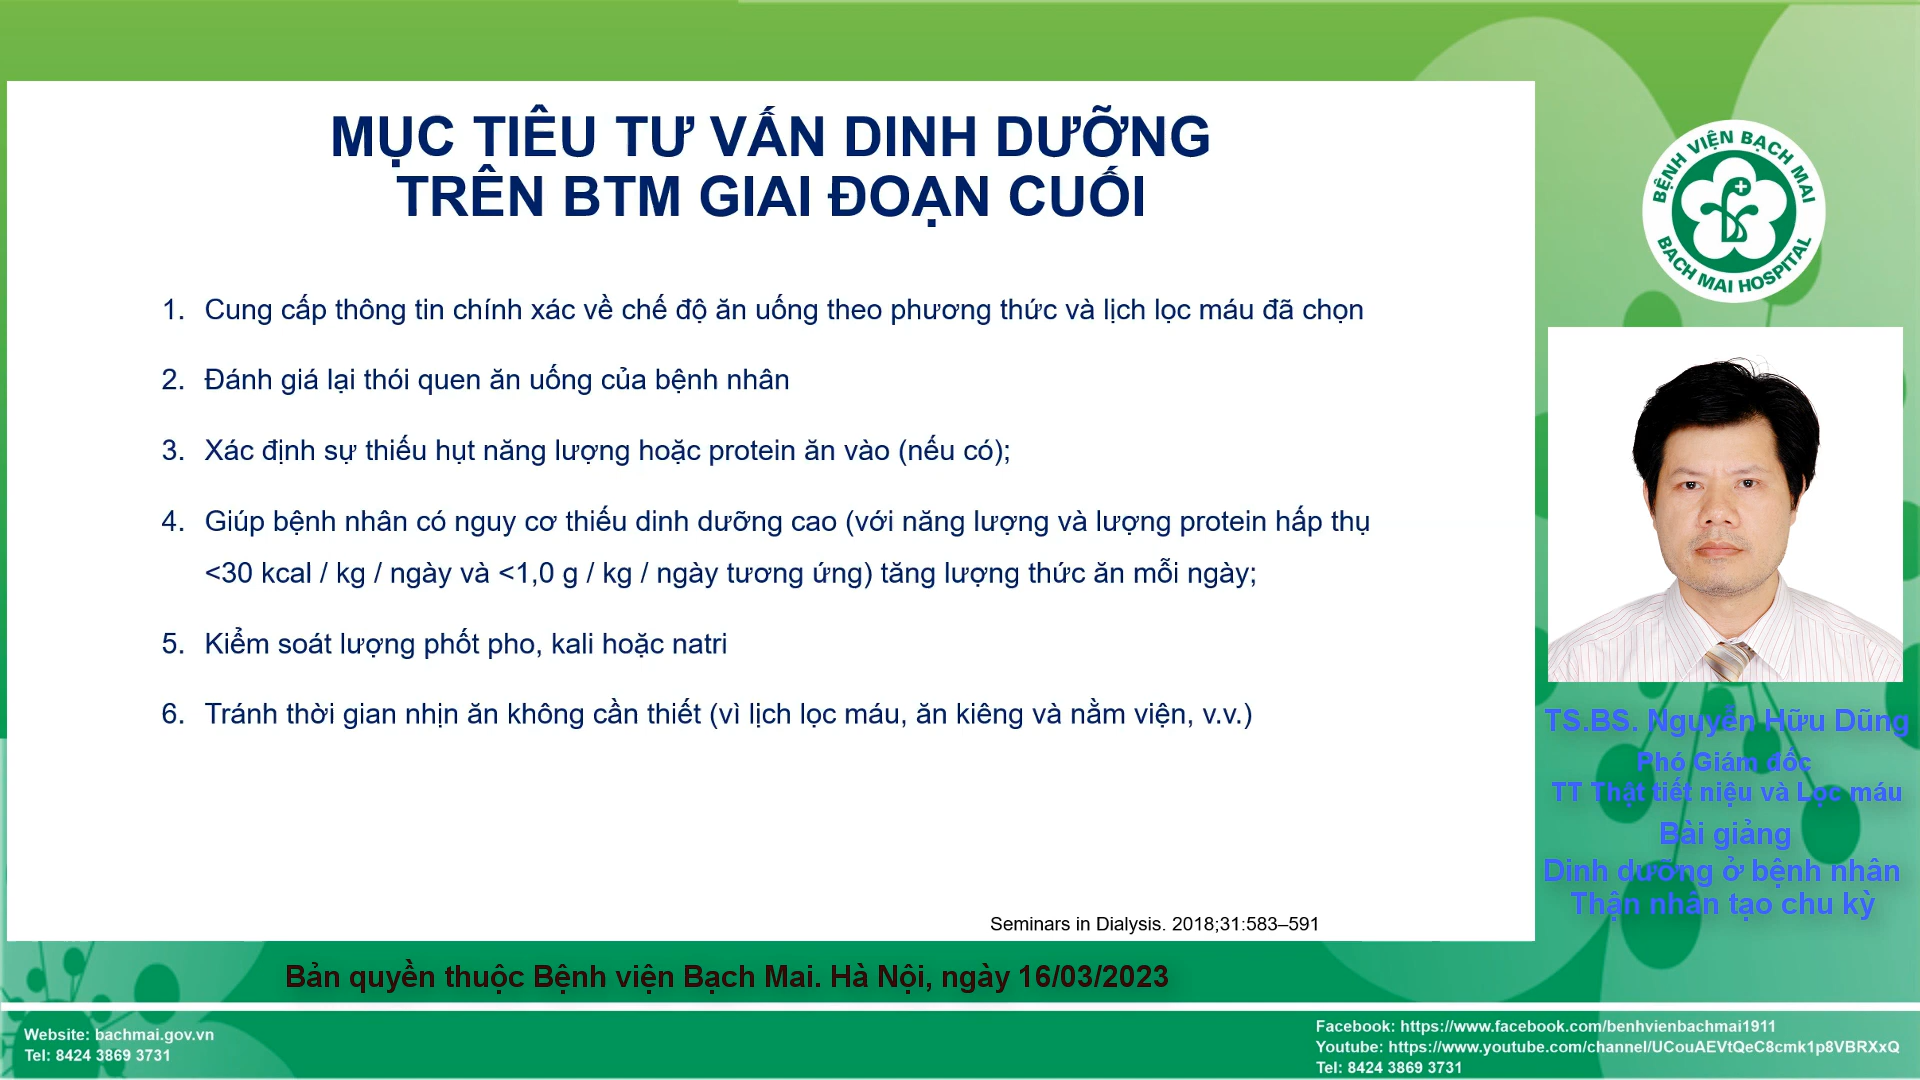 MỤC TIÊU TƯ VẤN DINH DƯỠNG
TRÊN BTM GIAI ĐOẠN CUỐI
1. Cung cấp thông tin chính xác về chế độ ăn uống theo phương thức và lịch lọc máu đã chọn
2. Đánh giá lại thói quen ăn uống của bệnh nhân
3. Xác định sự thiếu hụt năng lượng hoặc protein ăn vào (nếu có);
4. Giúp bệnh nhân có nguy cơ thiếu dinh dưỡng cao (với năng lượng và lượng protein hấp thụ
<30 kcal / kg / ngày và <1,0 g / kg / ngày tương ứng) tăng lượng thức ăn mỗi ngày;
5. Kiểm soát lượng phốt pho, kali hoặc natri
6. Tránh thời gian nhịn ăn không cần thiết (vì lịch lọc máu, ăn kiêng và nằm viện, v.v.)
Seminars in Dialysis. 2018;31:583–591
BỆNH VIỆN BẠCH MAI
BACH MAI HOSPITAL
TS.BS. Nguyễn Hữu Dũng
Phó Giám đốc
TT Thật tiết niệu và Lọc máu
Bài giảng
Dinh dưỡng ở bệnh nhân
Thận nhân tạo chu kỳ
Bản quyền thuộc Bệnh viện Bạch Mai. Hà Nội, ngày 16/03/2023
Website: bachmai.gov.vn
Tel: 8424 3869 3731
Facebook: https://www.facebook.com/benhvienbachmai1911
Youtube: https://www.youtube.com/channel/UCouAEVtQeC8cmk1p8VBRXxQ
Tel: 8424 3869 3731